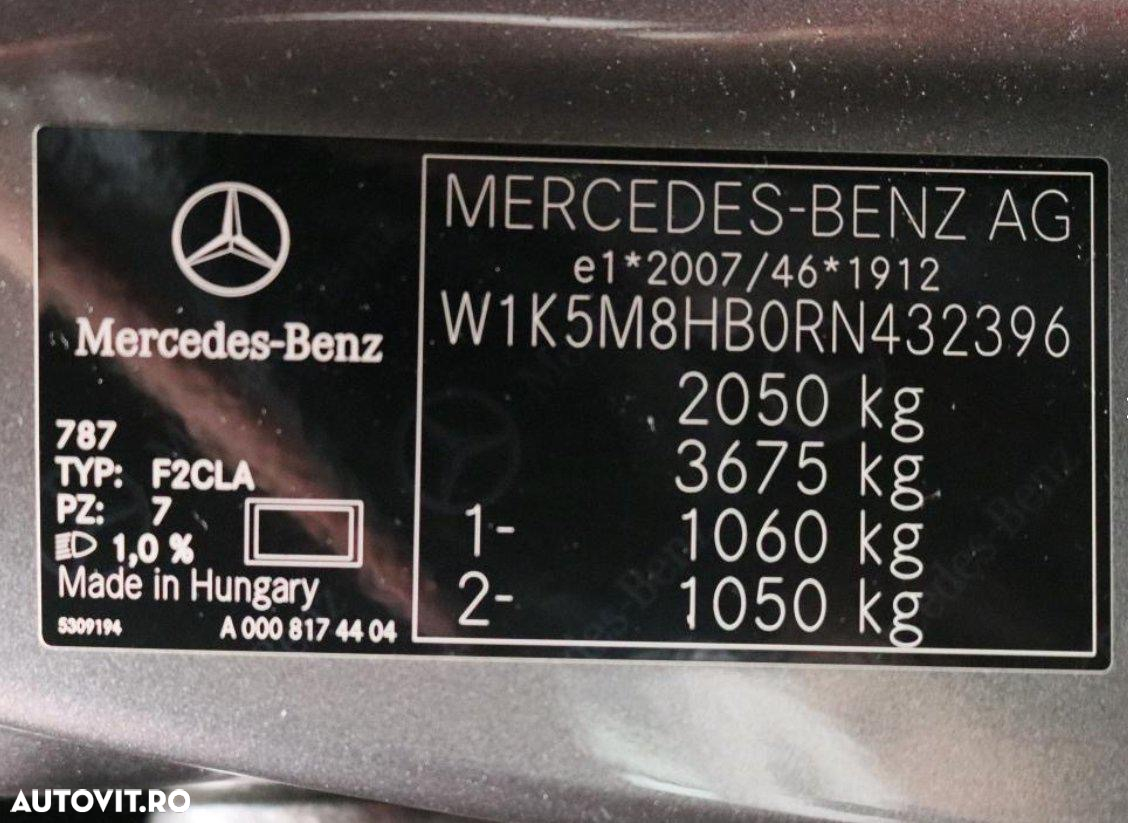 Mercedes-Benz
787
TYP: F2CLA
PZ: 7
1,0 %
Made in Hungary
5309194
A 000 817 44 04
MERCEDES-BENZ AG
e1*2007/46*1912
W1K5M8HB0RN432396
2050 kg
3675 kg
1- 1060 kg
2- 1050 kg
AUTOVIT.RO